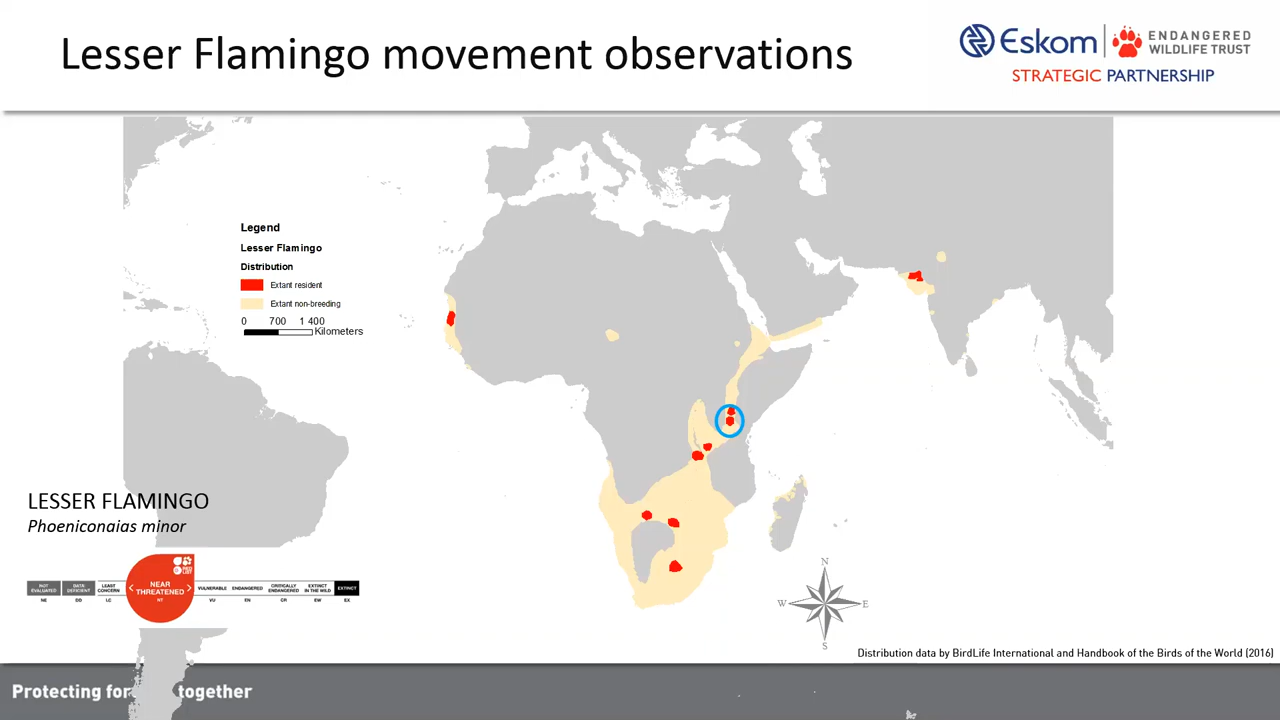 Lesser Flamingo movement observations
Eskom
ENDANGERED
WILDLIFE TRUST
STRATEGIC PARTNERSHIP
Legend
Lesser Flamingo
Distribution
Extant resident
Extant non-breeding
0 700 1 400
Kilometers
LESSER FLAMINGO
Phoeniconaias minor
RED LIST
NOT EVALUATED
DATA DEFICIENT
LEAST CONCERN
< NEAR THREATENED >
VULNERABLE
ENDANGERED
CRITICALLY ENDANGERED
EXTINCT IN THE WILD
EXTINCT
NE DD LC NT VU EN CR EW EX
N
W E
S
Distribution data by BirdLife International and Handbook of the Birds of the World (2016)
Protecting for together